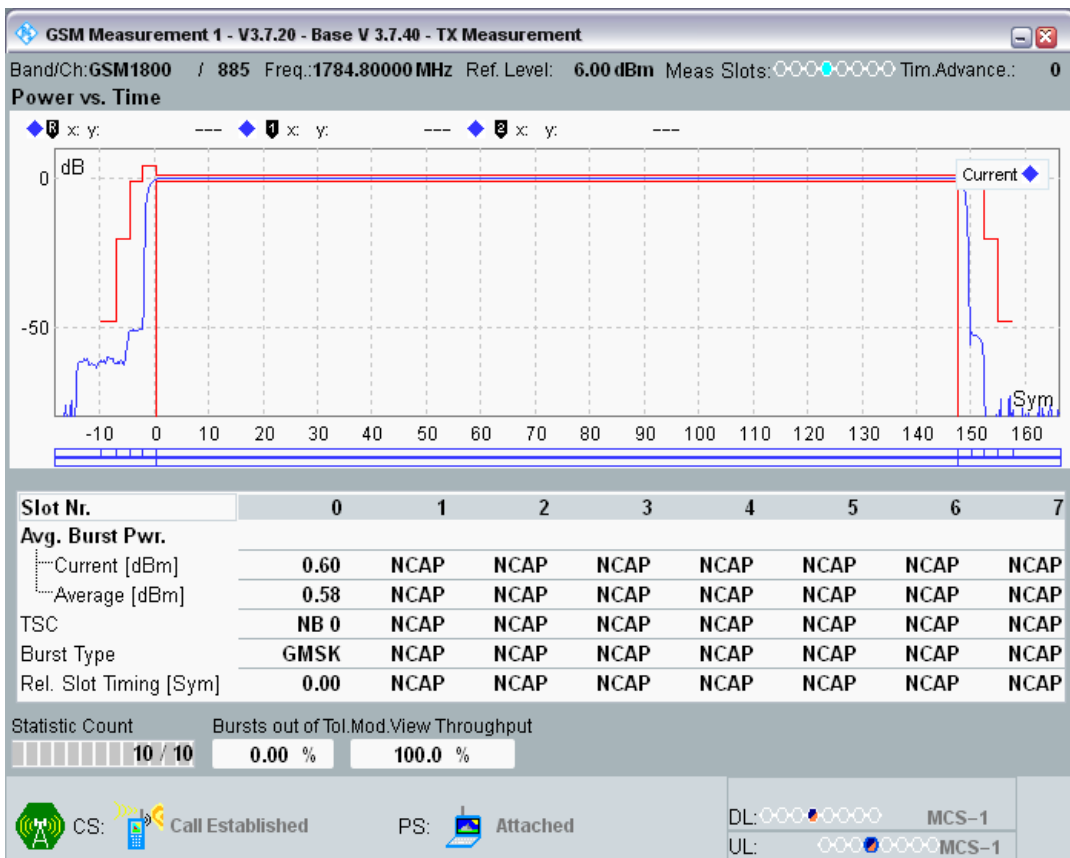 GSM Measurement 1 - V3.7.20 - Base V 3.7.40 - TX Measurement
Band/Ch:GSM1800 / 885 Freq.:1784.80000 MHz Ref. Level: 6.00 dBm Meas Slots: Tim.Advance.: 0
Power vs. Time
R x: y: --- 1 x: y: --- 2 x: y: ---
dB
Current
0
-50
Sym
-10 0 10 20 30 40 50 60 70 80 90 100 110 120 130 140 150 160
Slot Nr. 0 1 2 3 4 5 6 7
Avg. Burst Pwr.
Current [dBm] 0.60 NCAP NCAP NCAP NCAP NCAP NCAP NCAP
Average [dBm] 0.58 NCAP NCAP NCAP NCAP NCAP NCAP NCAP
TSC NB 0 NCAP NCAP NCAP NCAP NCAP NCAP NCAP
Burst Type GMSK NCAP NCAP NCAP NCAP NCAP NCAP NCAP
Rel. Slot Timing [Sym] 0.00 NCAP NCAP NCAP NCAP NCAP NCAP NCAP
Statistic Count Bursts out of Tol.Mod.View Throughput
10 / 10 0.00 % 100.0 %
CS: Call Established PS: Attached
DL: MCS-1
UL: MCS-1